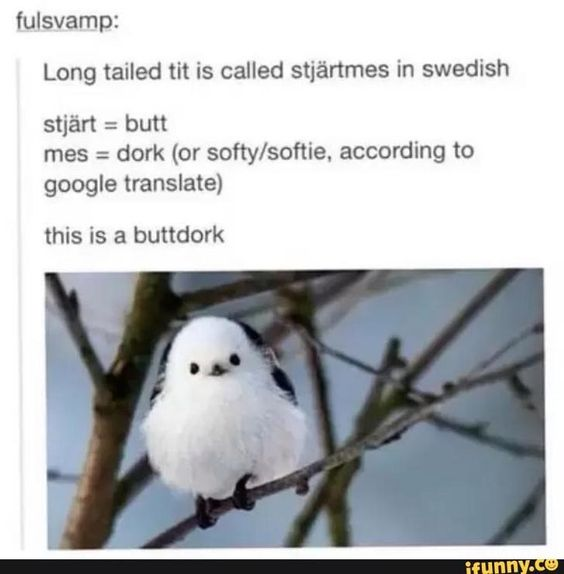 fulsvamp:
Long tailed tit is called stjärtmes in swedish
stjärt = butt
mes = dork (or softy/softie, according to
google translate)
this is a buttdork
ifunny.co